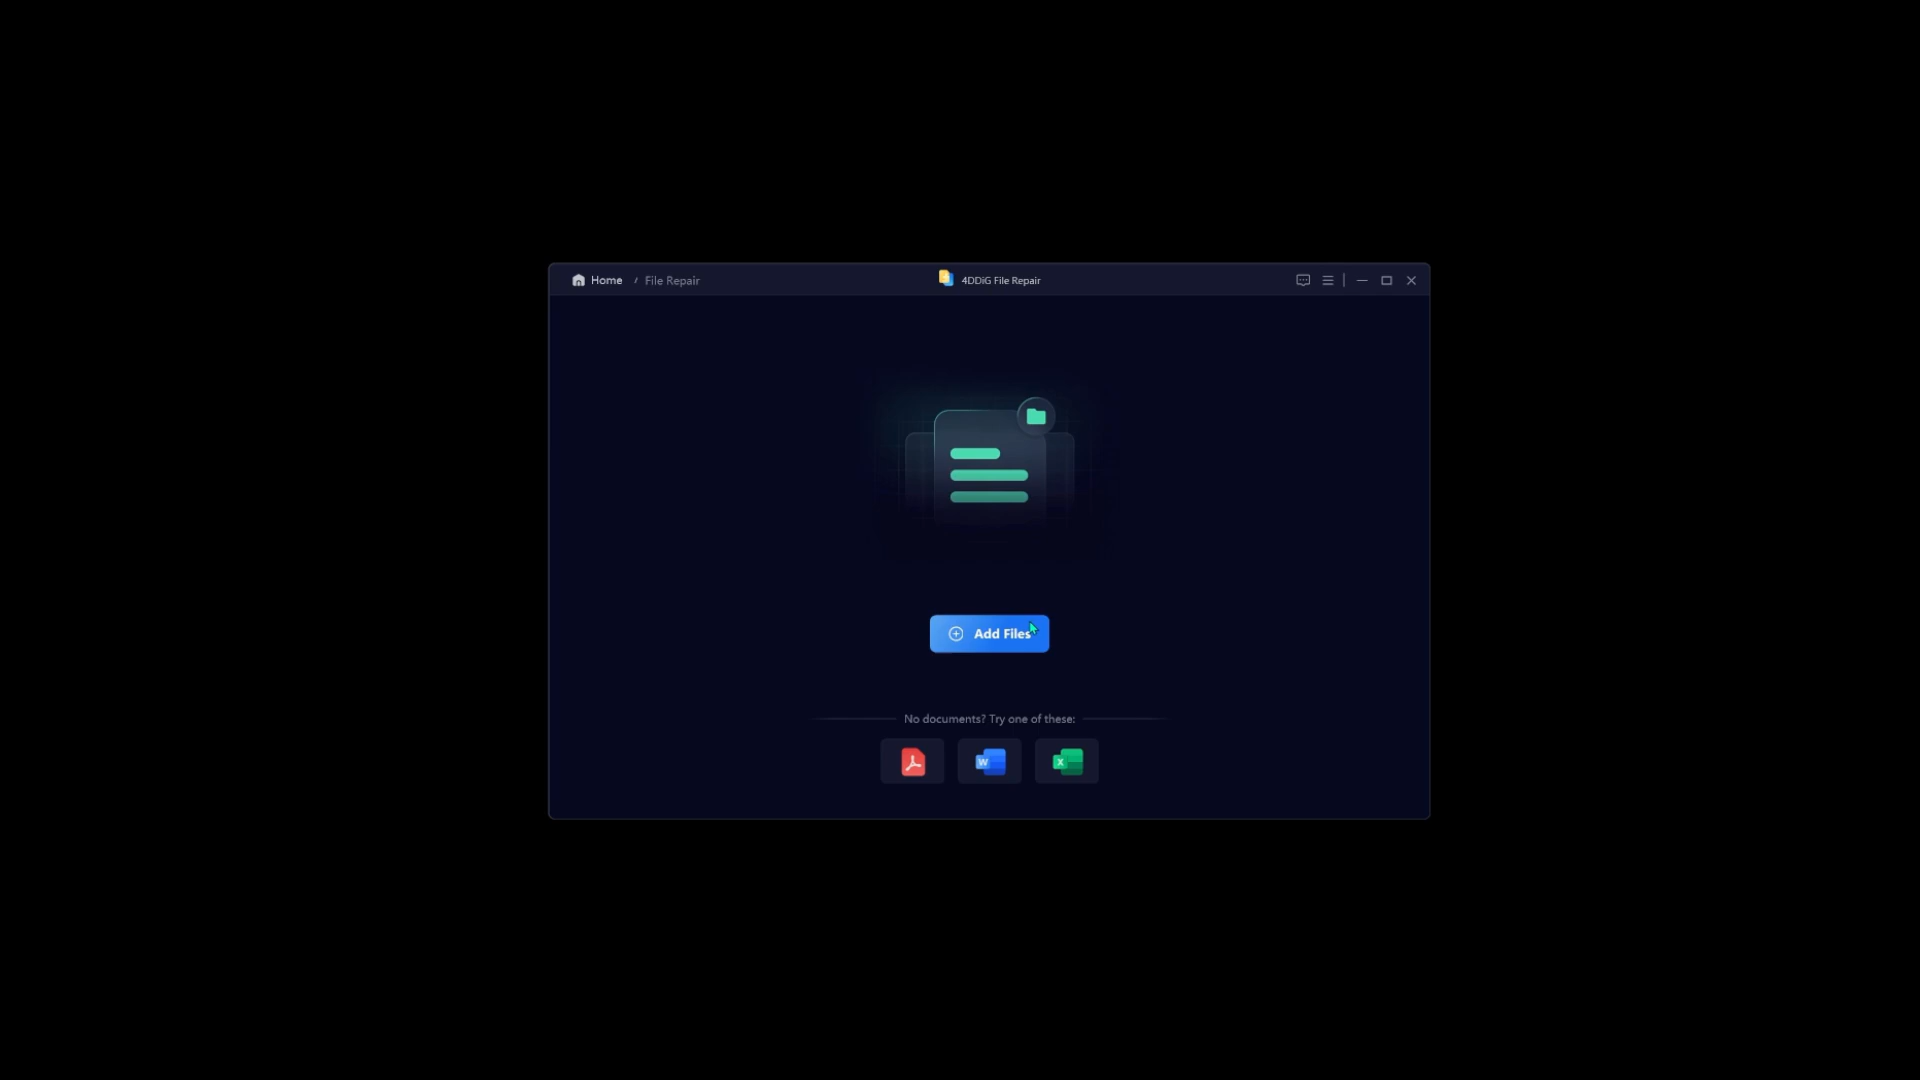 Home / File Repair
4DDiG File Repair
Add Files
No documents? Try one of these:
W
X